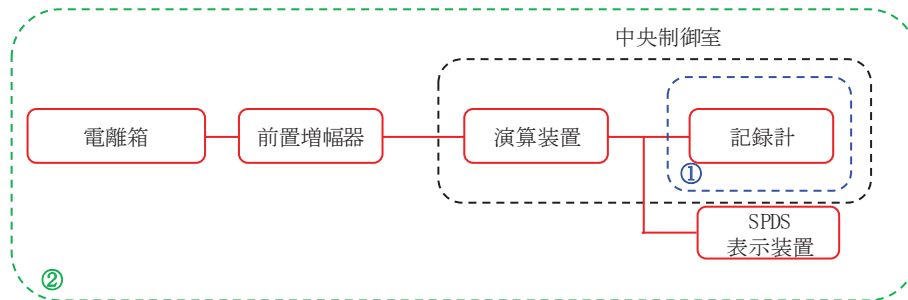 中央制御室
電離箱
前置増幅器
演算装置
記録計
①
SPDS
表示装置
②